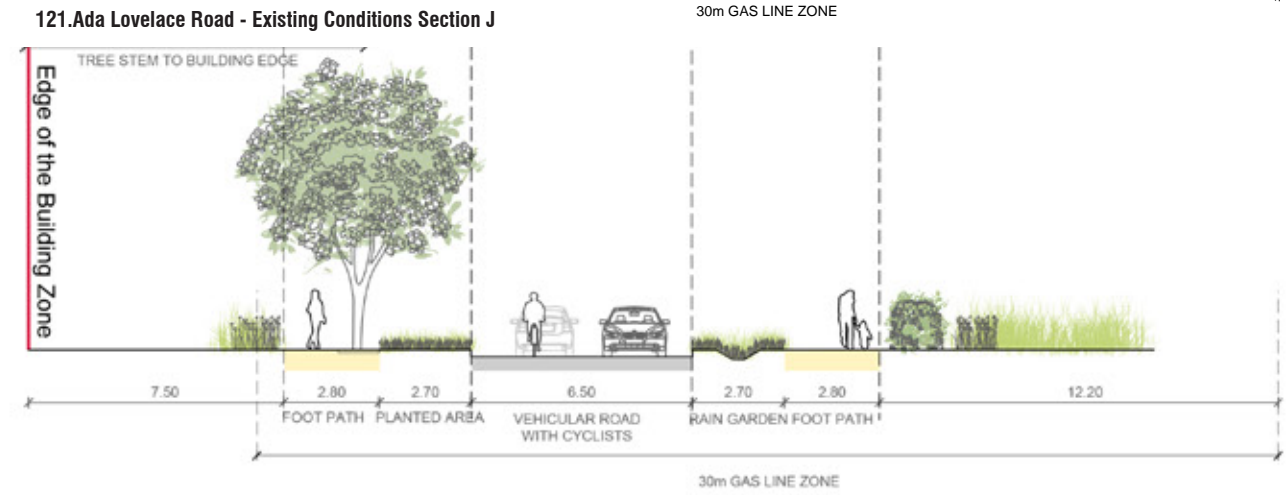 30m GAS LINE ZONE
121.Ada Lovelace Road - Existing Conditions Section J
TREE STEM TO BUILDING EDGE
Edge of the Building Zone
7.50
2.80
2.70
6.50
2.70
2.80
12.20
FOOT PATH
PLANTED AREA
VEHICULAR ROAD
WITH CYCLISTS
RAIN GARDEN
FOOT PATH
30m GAS LINE ZONE